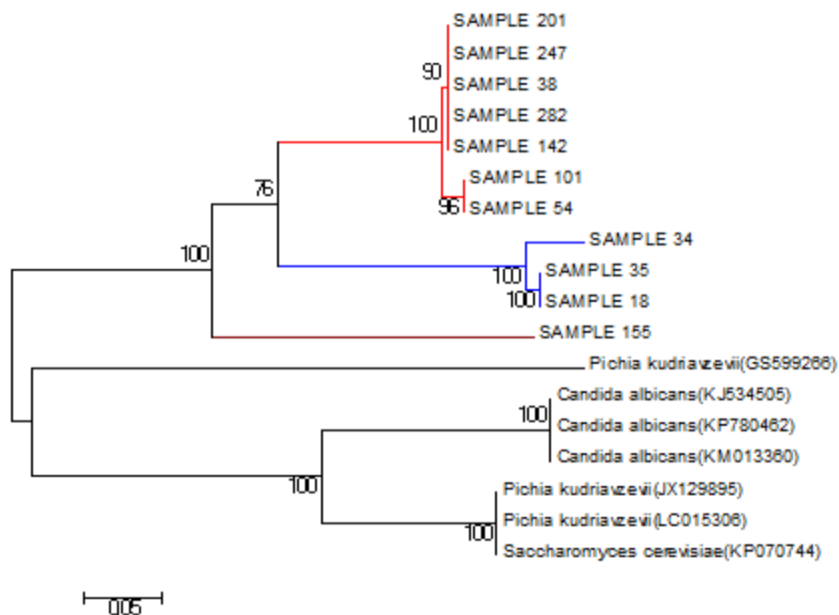 SAMPLE 201
90
SAMPLE 247
SAMPLE 38
SAMPLE 282
100
SAMPLE 142
SAMPLE 101
76
96
SAMPLE 54
SAMPLE 34
100
100
SAMPLE 35
100
SAMPLE 18
SAMPLE 155
Pichia kudriavzevii(GS599266)
Candida albicans(KJ534505)
100
Candida albicans(KP780462)
Candida albicans(KM013360)
100
Pichia kudriavzevii(JX129895)
Pichia kudriavzevii(LC015306)
100
Saccharomyces cerevisiae(KP070744)
0.05